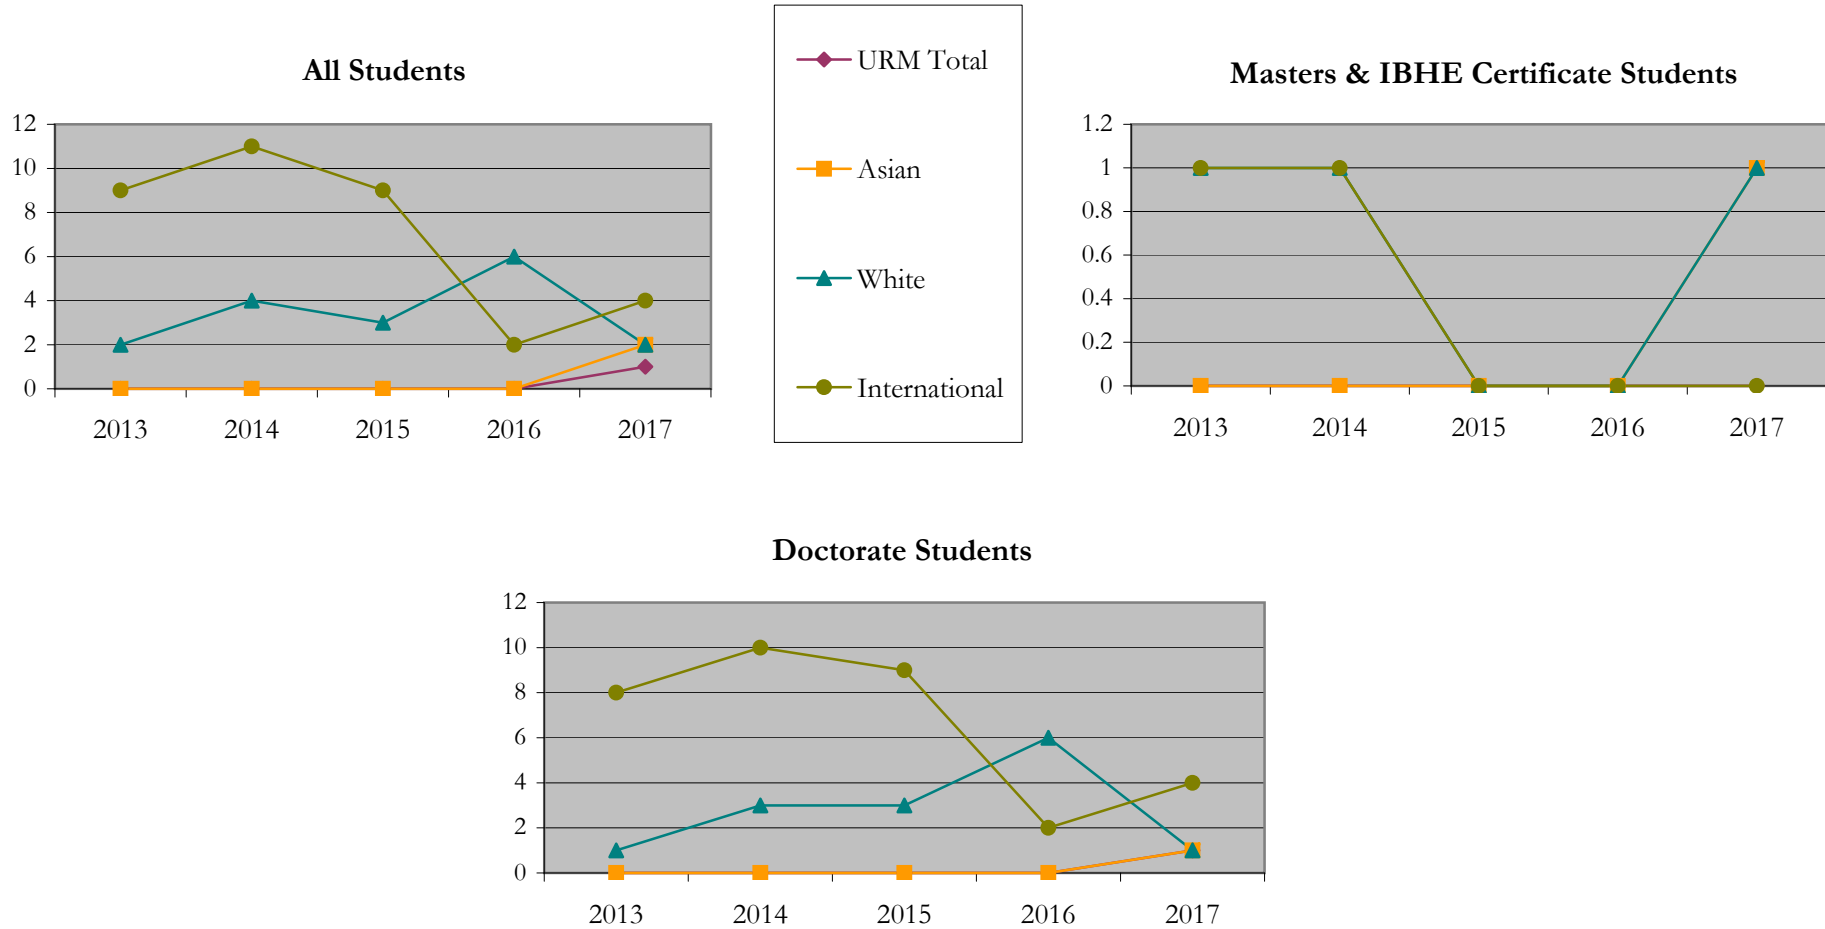 All Students
12
10
8
6
4
2
0
2013 2014 2015 2016 2017
URM Total
Asian
White
International
Masters & IBHE Certificate Students
1.2
1
0.8
0.6
0.4
0.2
0
2013 2014 2015 2016 2017
Doctorate Students
12
10
8
6
4
2
0
2013 2014 2015 2016 2017